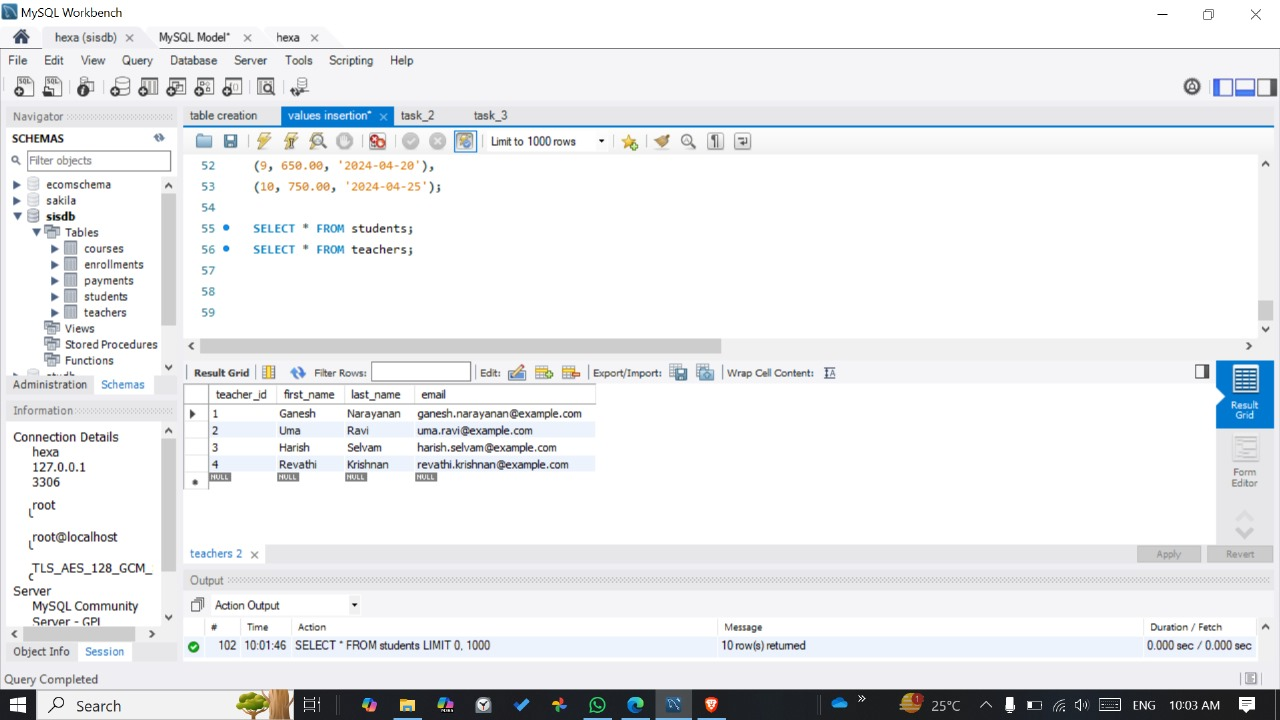 MySQL Workbench
hexa (sisdb)
MySQL Model*
hexa
File Edit View Query Database Server Tools Scripting Help
Navigator
SCHEMAS
Filter objects
ecomschema
sakila
sisdb
Tables
courses
enrollments
payments
students
teachers
Views
Stored Procedures
Functions
Administration Schemas
Information
Connection Details
hexa
127.0.0.1
3306
root
root@localhost
TLS_AES_128_GCM_
Server
MySQL Community
Server - GPL
Object Info Session
table creation values insertion* task_2 task_3
Limit to 1000 rows
52 (9, 650.00, '2024-04-20'),
53 (10, 750.00, '2024-04-25');
54
55 SELECT * FROM students;
56 SELECT * FROM teachers;
57
58
59
Result Grid Filter Rows: Edit: Export/Import: Wrap Cell Content:
teacher_id first_name last_name email
1 Ganesh Narayanan ganesh.narayanan@example.com
2 Uma Ravi uma.ravi@example.com
3 Harish Selvam harish.selvam@example.com
4 Revathi Krishnan revathi.krishnan@example.com
NULL NULL NULL NULL
Result
Grid
Form
Editor
teachers 2
Apply Revert
Output
Action Output
# Time Action Message Duration / Fetch
102 10:01:46 SELECT * FROM students LIMIT 0, 1000 10 row(s) returned 0.000 sec / 0.000 sec
Query Completed
Search
1
25°C
ENG 10:03 AM